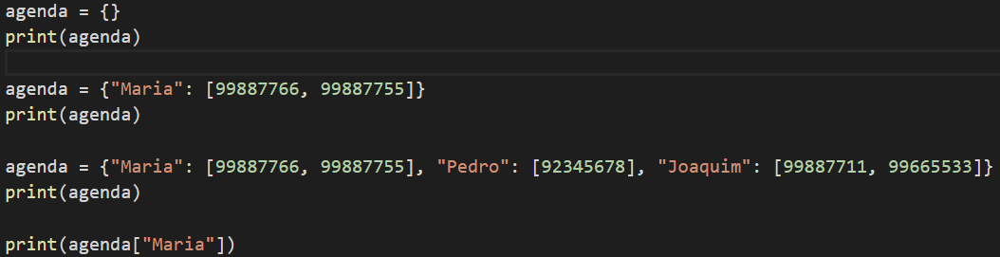 agenda = {}
print(agenda)
agenda = {"Maria": [99887766, 99887755]}
print(agenda)
agenda = {"Maria": [99887766, 99887755], "Pedro": [92345678], "Joaquim": [99887711, 99665533]}
print(agenda)
print(agenda["Maria"])